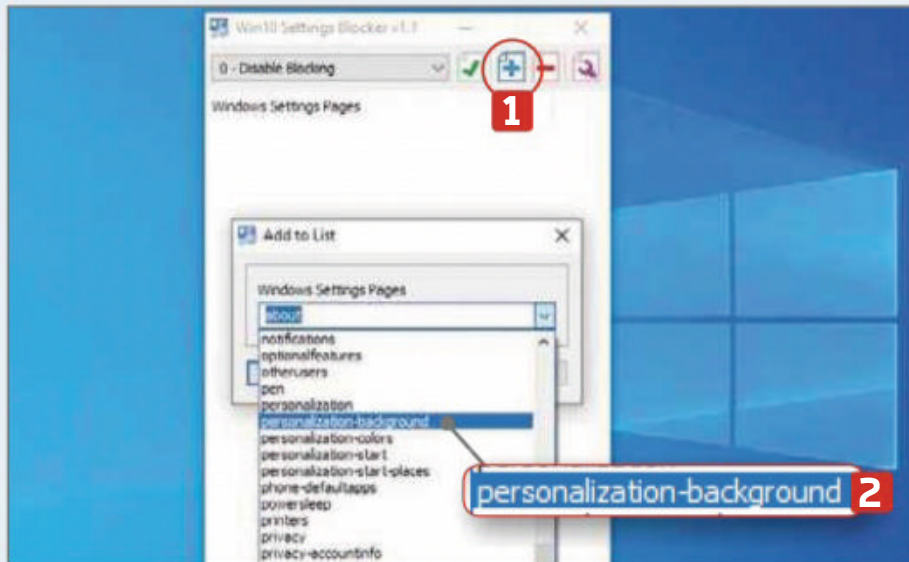 Win10 Settings Blocker v1.1
0 - Disable Blocking
1
Windows Settings Pages
Add to List
Windows Settings Pages
about
notifications
optionalfeatures
otherusers
pen
personalization
personalization-background
personalization-colors
personalization-start
personalization-start-places
phone-defaultapps
powersleep
printers
privacy
privacy-accountinfo
personalization-background 2